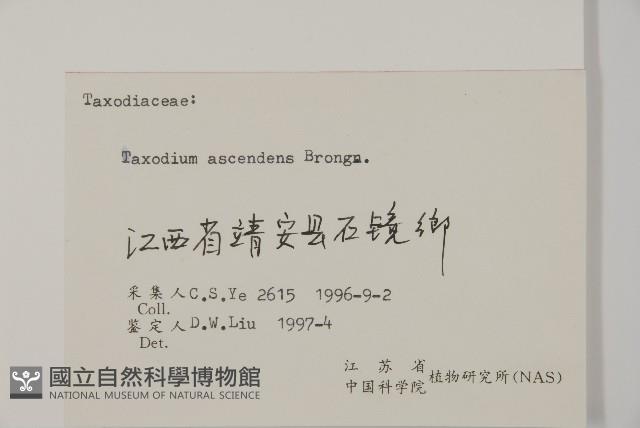 Taxodiaceae:
Taxodium ascendens Brongn.
江西省靖安县石镜鄉
采集人 C.S.Ye 2615 1996-9-2
Coll.
鉴定人 D.W.Liu 1997-4
Det.
江苏省
中国科学院 植物研究所(NAS)
國立自然科學博物館
NATIONAL MUSEUM OF NATURAL SCIENCE